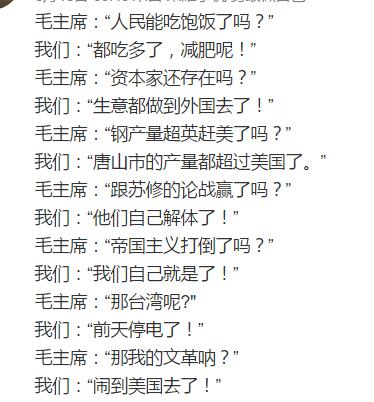 毛主席：“人民能吃饱饭了吗？”
我们：“都吃多了，减肥呢！”
毛主席：“资本家还存在吗？”
我们：“生意都做到外国去了！”
毛主席：“钢产量超英赶美了吗？”
我们：“唐山市的产量都超过美国了。”
毛主席：“跟苏修的论战赢了吗？”
我们：“他们自己解体了！”
毛主席：“帝国主义打倒了吗？”
我们：“我们自己就是了！”
毛主席：“那台湾呢?"
我们：“前天停电了！”
毛主席：“那我的文革呐？”
我们：“闹到美国去了！”